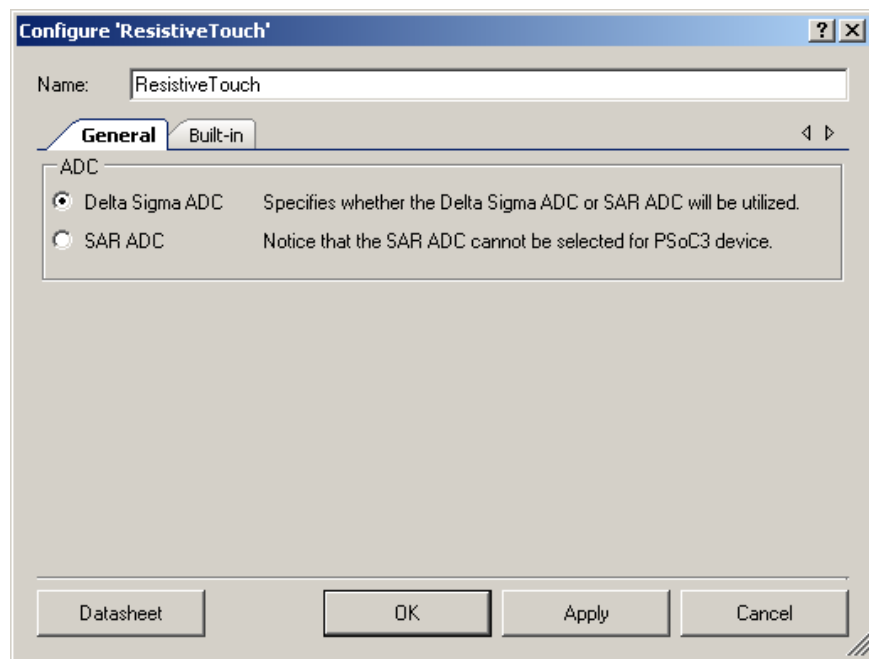 Configure 'ResistiveTouch'
Name: ResistiveTouch
General Built-in
ADC
Delta Sigma ADC Specifies whether the Delta Sigma ADC or SAR ADC will be utilized.
SAR ADC Notice that the SAR ADC cannot be selected for PSoC3 device.
Datasheet OK Apply Cancel